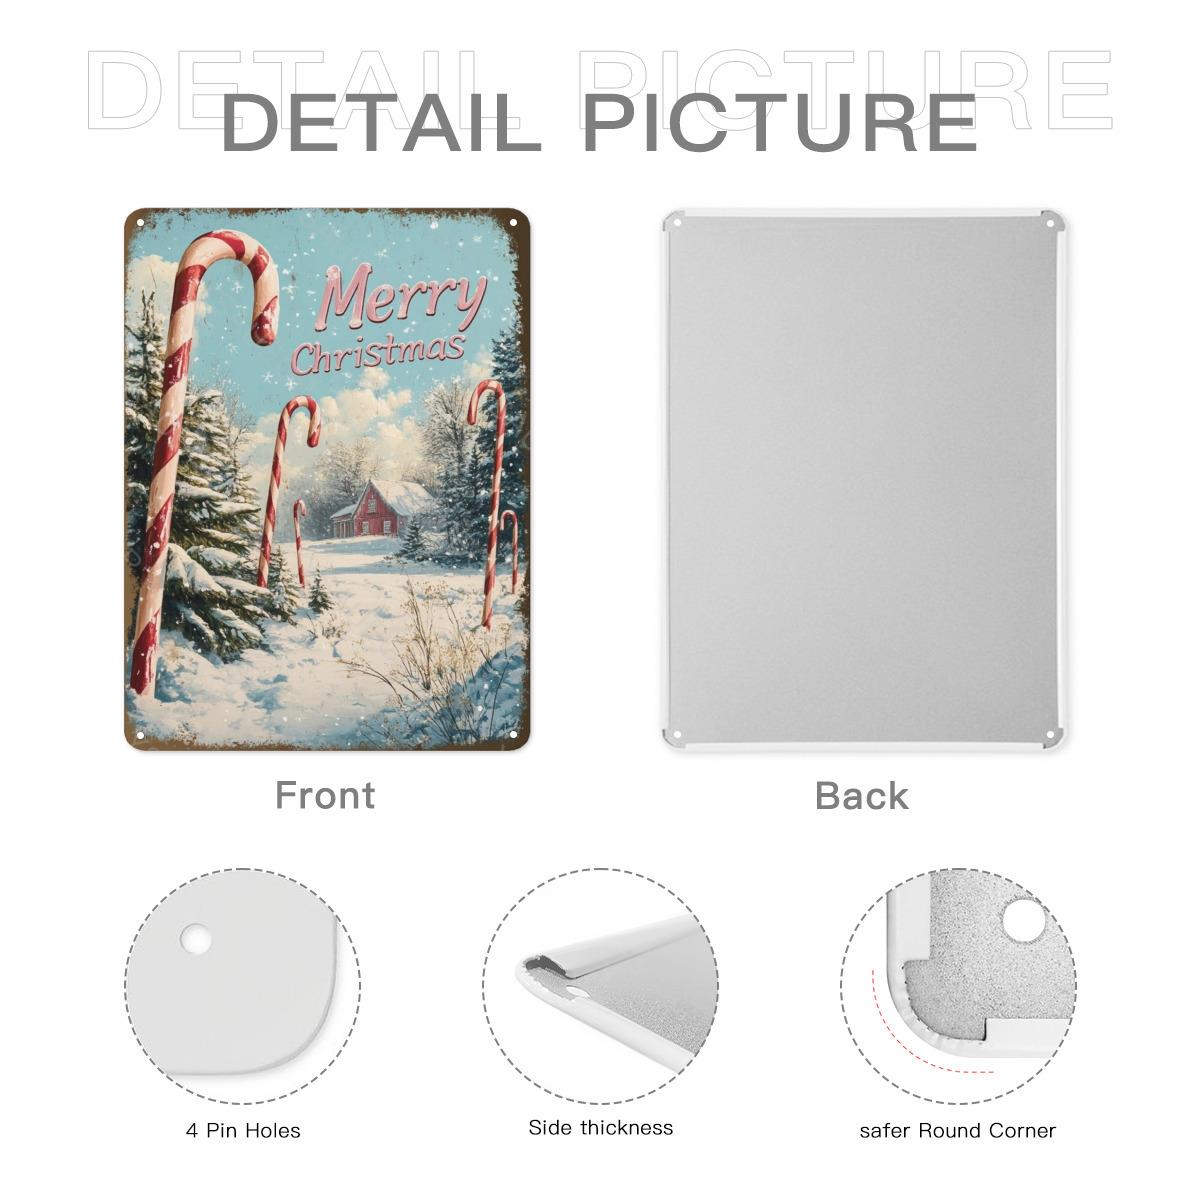 DETAIL PICTURE
DETAIL PICTURE
Merry
Christmas
Front
Back
4 Pin Holes
Side thickness
safer Round Corner